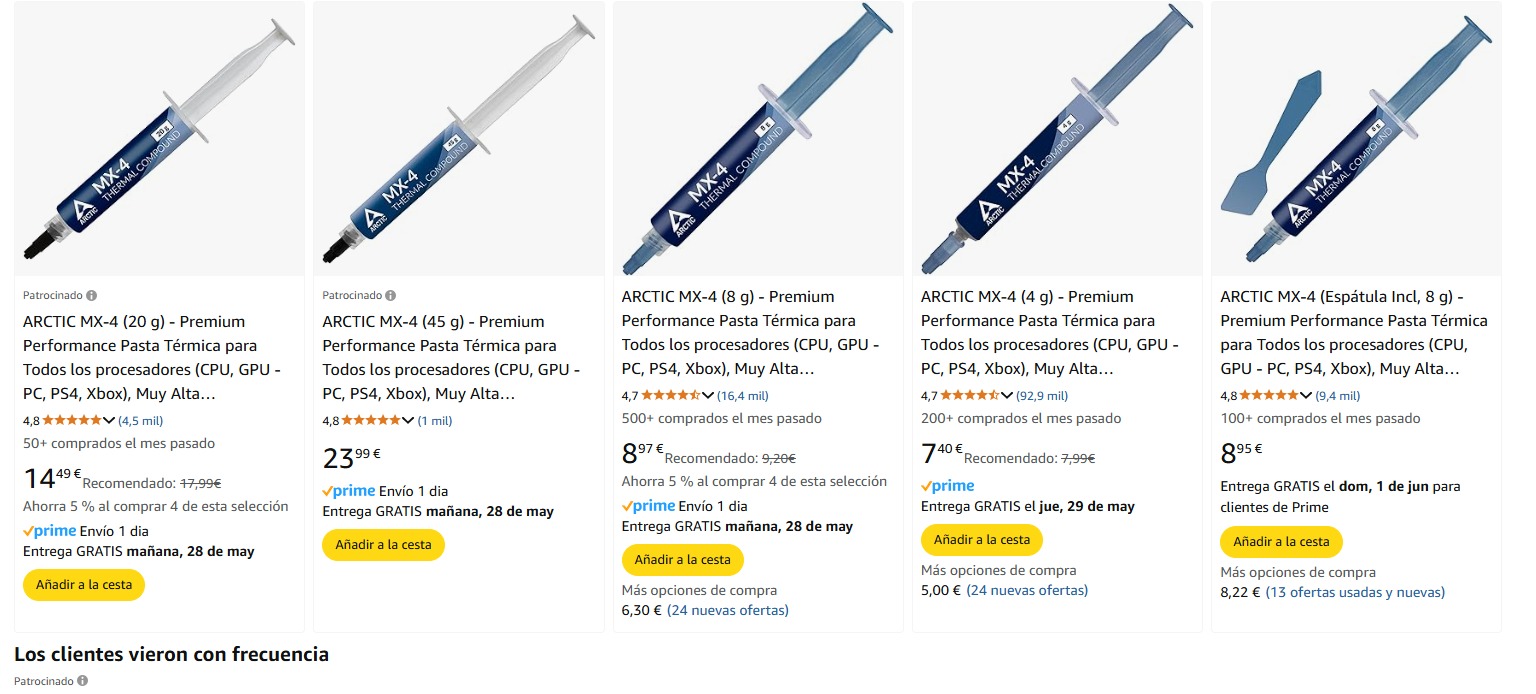 20 g
MX-4
THERMAL COMPOUND
ARCTIC
Patrocinado
ARCTIC MX-4 (20 g) - Premium
Performance Pasta Térmica para
Todos los procesadores (CPU, GPU -
PC, PS4, Xbox), Muy Alta…
4,8 (4,5 mil)
50+ comprados el mes pasado
14 49 € Recomendado: 17,99€
Ahorra 5 % al comprar 4 de esta selección
prime Envío 1 dia
Entrega GRATIS mañana, 28 de may
Añadir a la cesta
45 g
MX-4
THERMAL COMPOUND
ARCTIC
Patrocinado
ARCTIC MX-4 (45 g) - Premium
Performance Pasta Térmica para
Todos los procesadores (CPU, GPU -
PC, PS4, Xbox), Muy Alta…
4,8 (1 mil)
23 99 €
prime Envío 1 dia
Entrega GRATIS mañana, 28 de may
Añadir a la cesta
8 g
MX-4
THERMAL COMPOUND
ARCTIC
ARCTIC MX-4 (8 g) - Premium
Performance Pasta Térmica para
Todos los procesadores (CPU, GPU -
PC, PS4, Xbox), Muy Alta…
4,7 (16,4 mil)
500+ comprados el mes pasado
8 97 € Recomendado: 9,20€
Ahorra 5 % al comprar 4 de esta selección
prime Envío 1 dia
Entrega GRATIS mañana, 28 de may
Añadir a la cesta
Más opciones de compra
6,30 € (24 nuevas ofertas)
4 g
MX-4
THERMAL COMPOUND
ARCTIC
ARCTIC MX-4 (4 g) - Premium
Performance Pasta Térmica para
Todos los procesadores (CPU, GPU -
PC, PS4, Xbox), Muy Alta…
4,7 (92,9 mil)
200+ comprados el mes pasado
7 40 € Recomendado: 7,99€
prime
Entrega GRATIS el jue, 29 de may
Añadir a la cesta
Más opciones de compra
5,00 € (24 nuevas ofertas)
8 g
MX-4
THERMAL COMPOUND
ARCTIC
ARCTIC MX-4 (Espátula Incl, 8 g) -
Premium Performance Pasta Térmica
para Todos los procesadores (CPU,
GPU - PC, PS4, Xbox), Muy Alta…
4,8 (9,4 mil)
100+ comprados el mes pasado
8 95 €
Entrega GRATIS el dom, 1 de jun para
clientes de Prime
Añadir a la cesta
Más opciones de compra
8,22 € (13 ofertas usadas y nuevas)
Los clientes vieron con frecuencia
Patrocinado